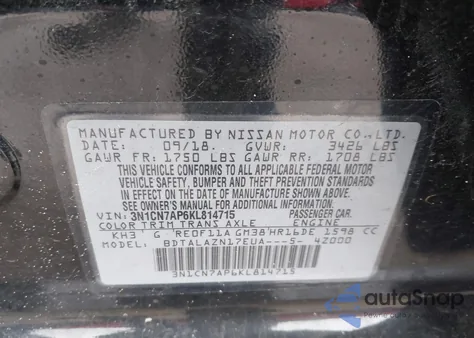 MANUFACTURED BY NISSAN MOTOR CO., LTD.
DATE: 09/18. GVWR: 3426 LBS
GAWR FR: 1750 LBS GAWR RR: 1708 LBS
THIS VEHICLE CONFORMS TO ALL APPLICABLE FEDERAL MOTOR
VEHICLE SAFETY, BUMPER AND THEFT PREVENTION
STANDARDS IN EFFECT ON THE DATE OF
MANUFACTURE SHOWN ABOVE.
SEE OWNER'S MANUAL FOR ADDITIONAL INFORMATION.
VIN: 3N1CN7AP6KL814715 PASSENGER CAR.
COLOR TRIM TRANS AXLE ENGINE
KH3 G RE0F11A GM38 HR16DE 1598 CC
MODEL: BDTALAZN17EUA---5- 4Z000
3N1CN7AP6KL814715
autoSnap